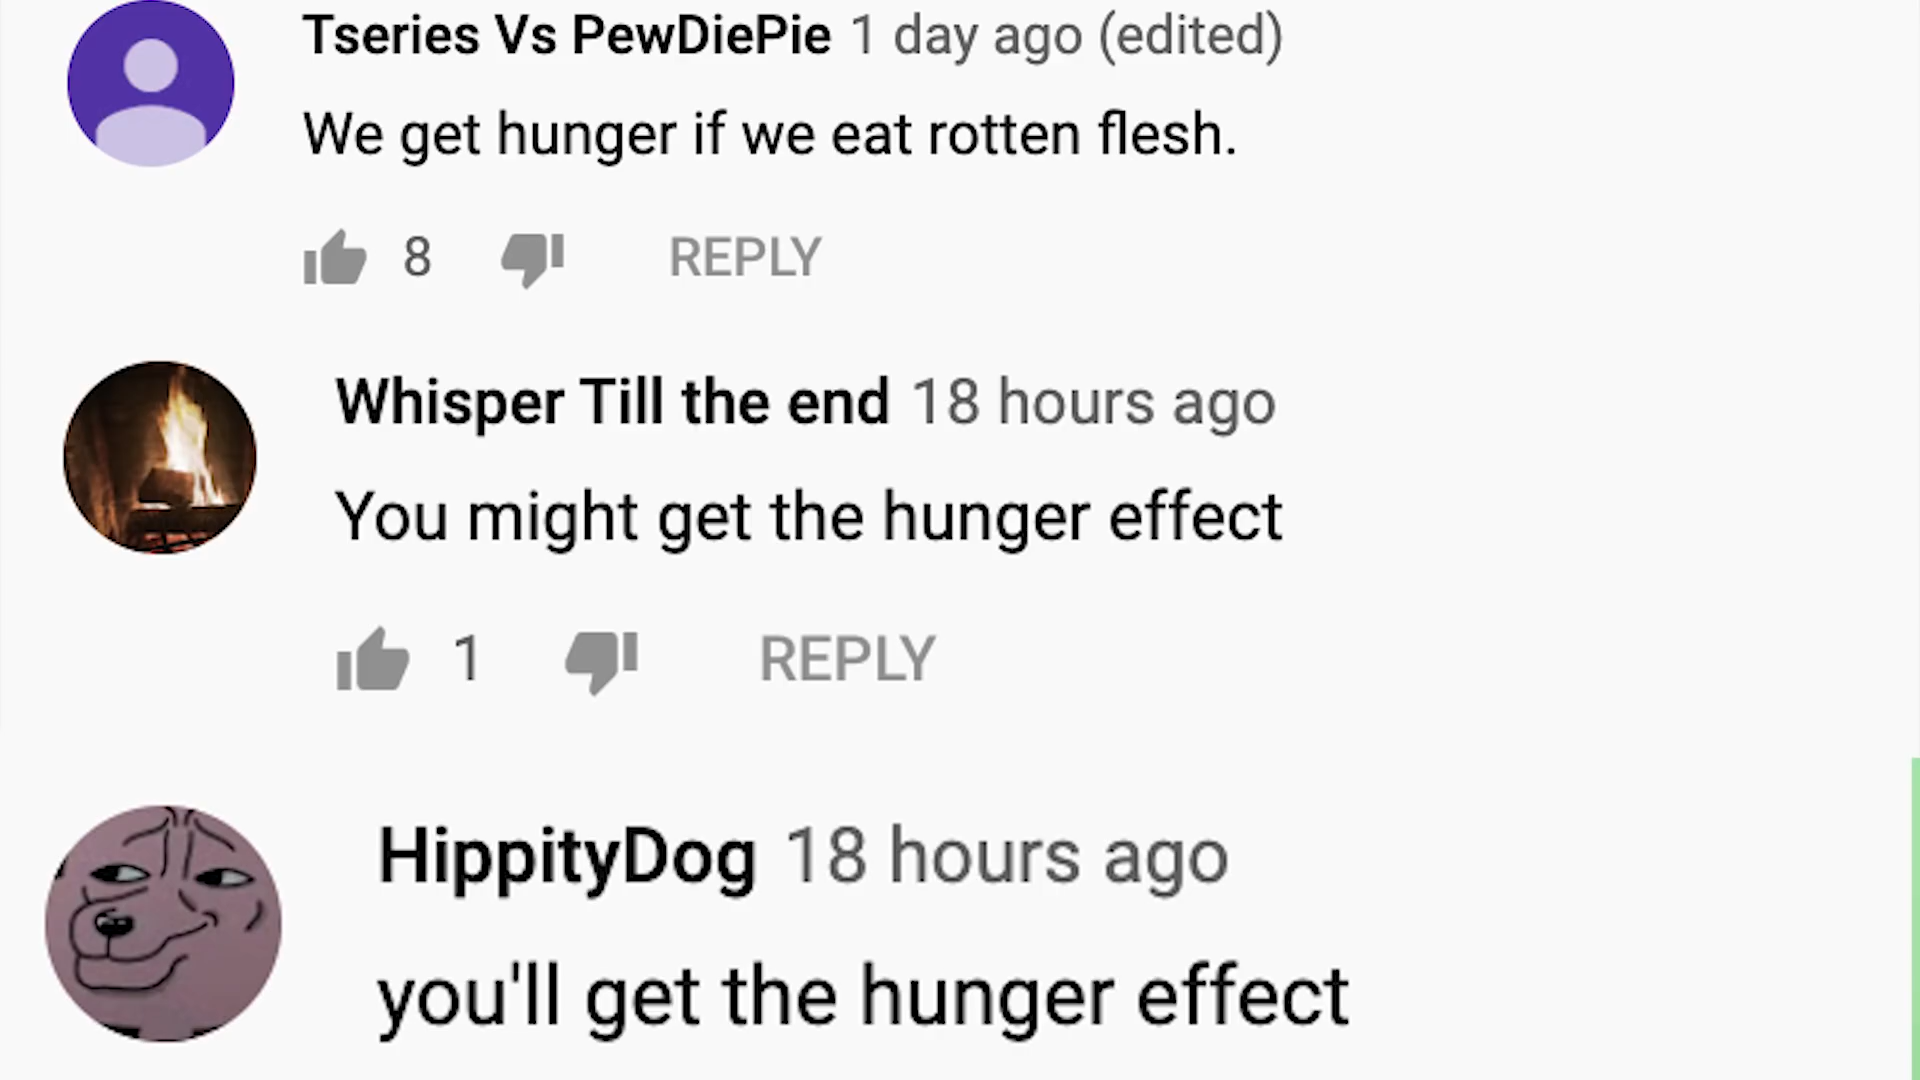 Tseries Vs PewDiePie 1 day ago (edited)
We get hunger if we eat rotten flesh.
8 REPLY
Whisper Till the end 18 hours ago
You might get the hunger effect
1 REPLY
HippityDog 18 hours ago
you'll get the hunger effect